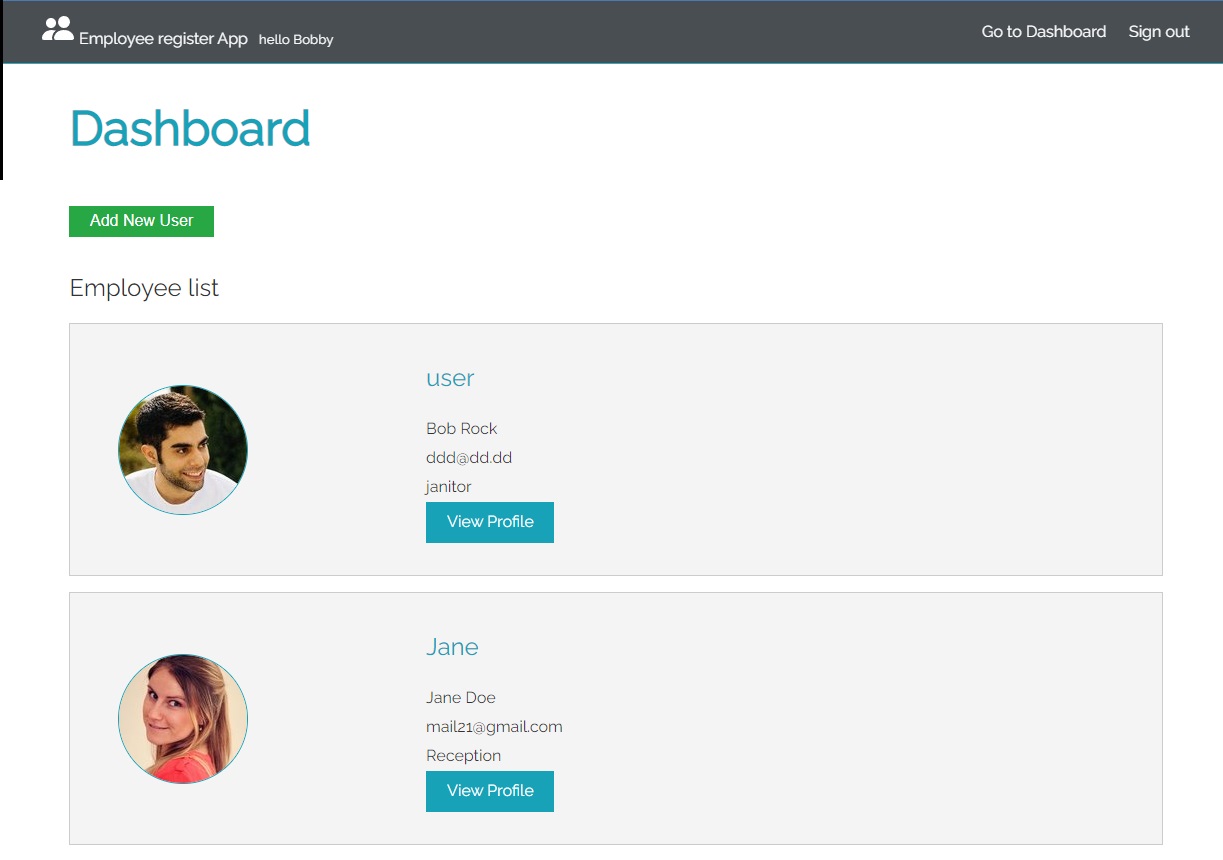 Employee register App hello Bobby
Go to Dashboard Sign out
Dashboard
Add New User
Employee list
user
Bob Rock
ddd@dd.dd
janitor
View Profile
Jane
Jane Doe
mail21@gmail.com
Reception
View Profile